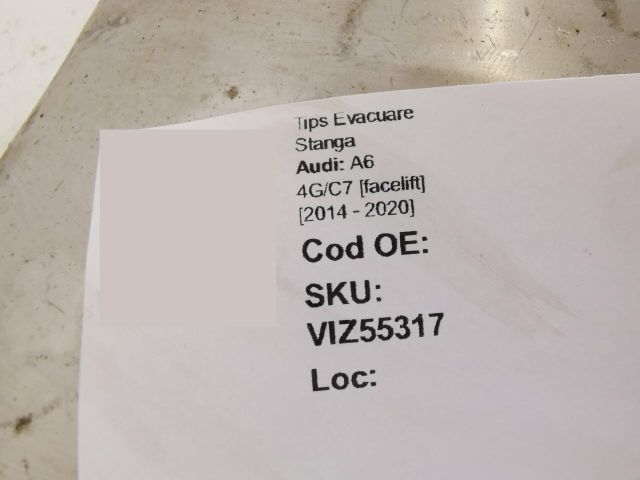 Tips Evacuare
Stanga
Audi: A6
4G/C7 [facelift]
[2014 - 2020]
Cod OE:
SKU:
VIZ55317
Loc: